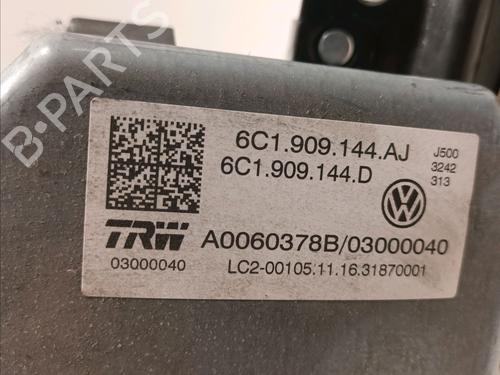 6C1.909.144.AJ
6C1.909.144.D
J500
3242
313
TRW
A0060378B/03000040
03000040
LC2-00105.11.16.31870001
B-PARTS